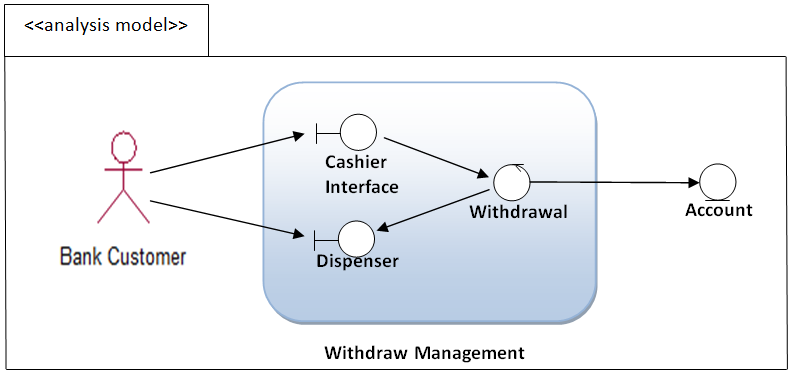 <<analysis model>>
Cashier
Interface
Withdrawal
Account
Bank Customer
Dispenser
Withdraw Management